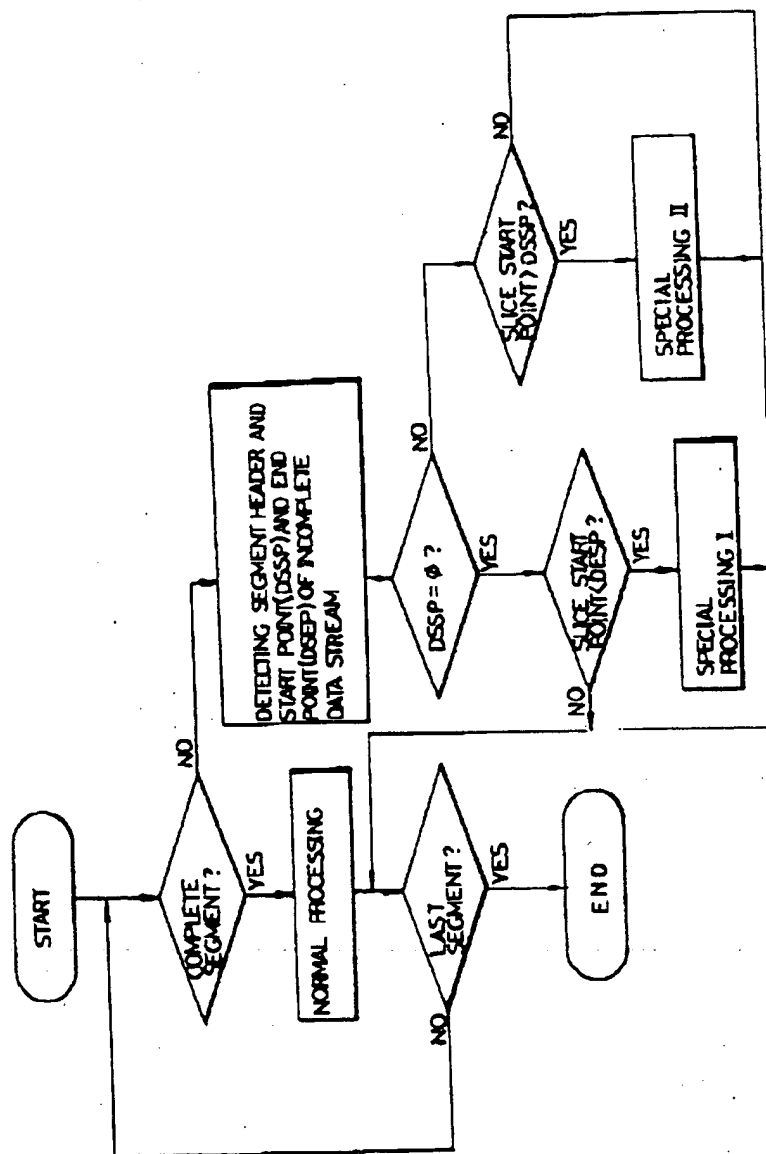 START
COMPLETE
SEGMENT?
NO
YES
NORMAL PROCESSING
LAST
SEGMENT?
NO
YES
END
DETECTING SEGMENT HEADER AND
START POINT(DSSP) AND END
POINT(DSEP) OF INCOMPLETE
DATA STREAM
DSSP = ø ?
NO
YES
SLICE START
POINT⟨DESP?
NO
YES
SPECIAL
PROCESSING I
SLICE START
POINT⟩DSSP?
NO
YES
SPECIAL
PROCESSING II